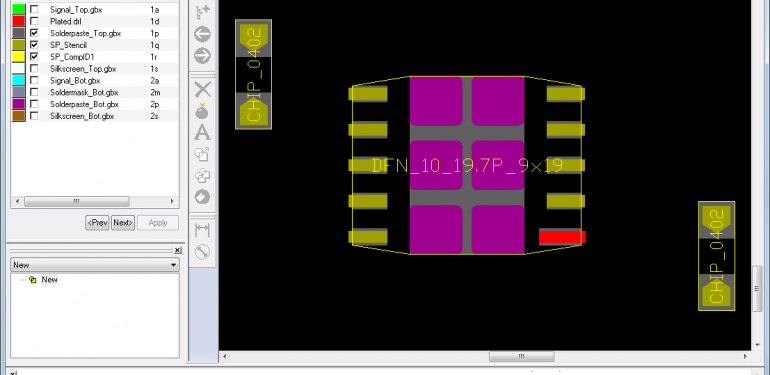 Signal_Top.gbx 1a
Plated.drl 1d
Solderpaste_Top.gbx 1p
SP_Stencil 1q
SP_CompID1 1r
Silkscreen_Top.gbx 1s
Signal_Bot.gbx 2a
Soldermask_Bot.gbx 2m
Solderpaste_Bot.gbx 2p
Silkscreen_Bot.gbx 2s
<Prev Next> Apply
New
New
A
CHIP_0402
DFN_10_19.7P_9x19
CHIP_0402